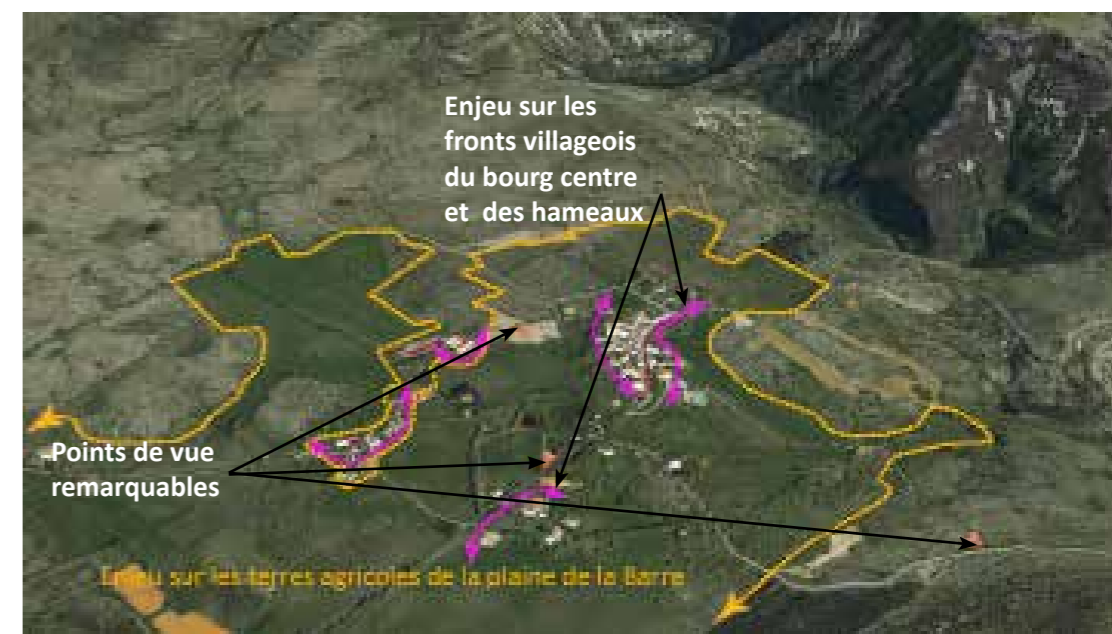 Enjeu sur les
fronts villageois
du bourg centre
et des hameaux
Points de vue
remarquables
Enjeu sur les terres agricoles de la plaine de la Barre